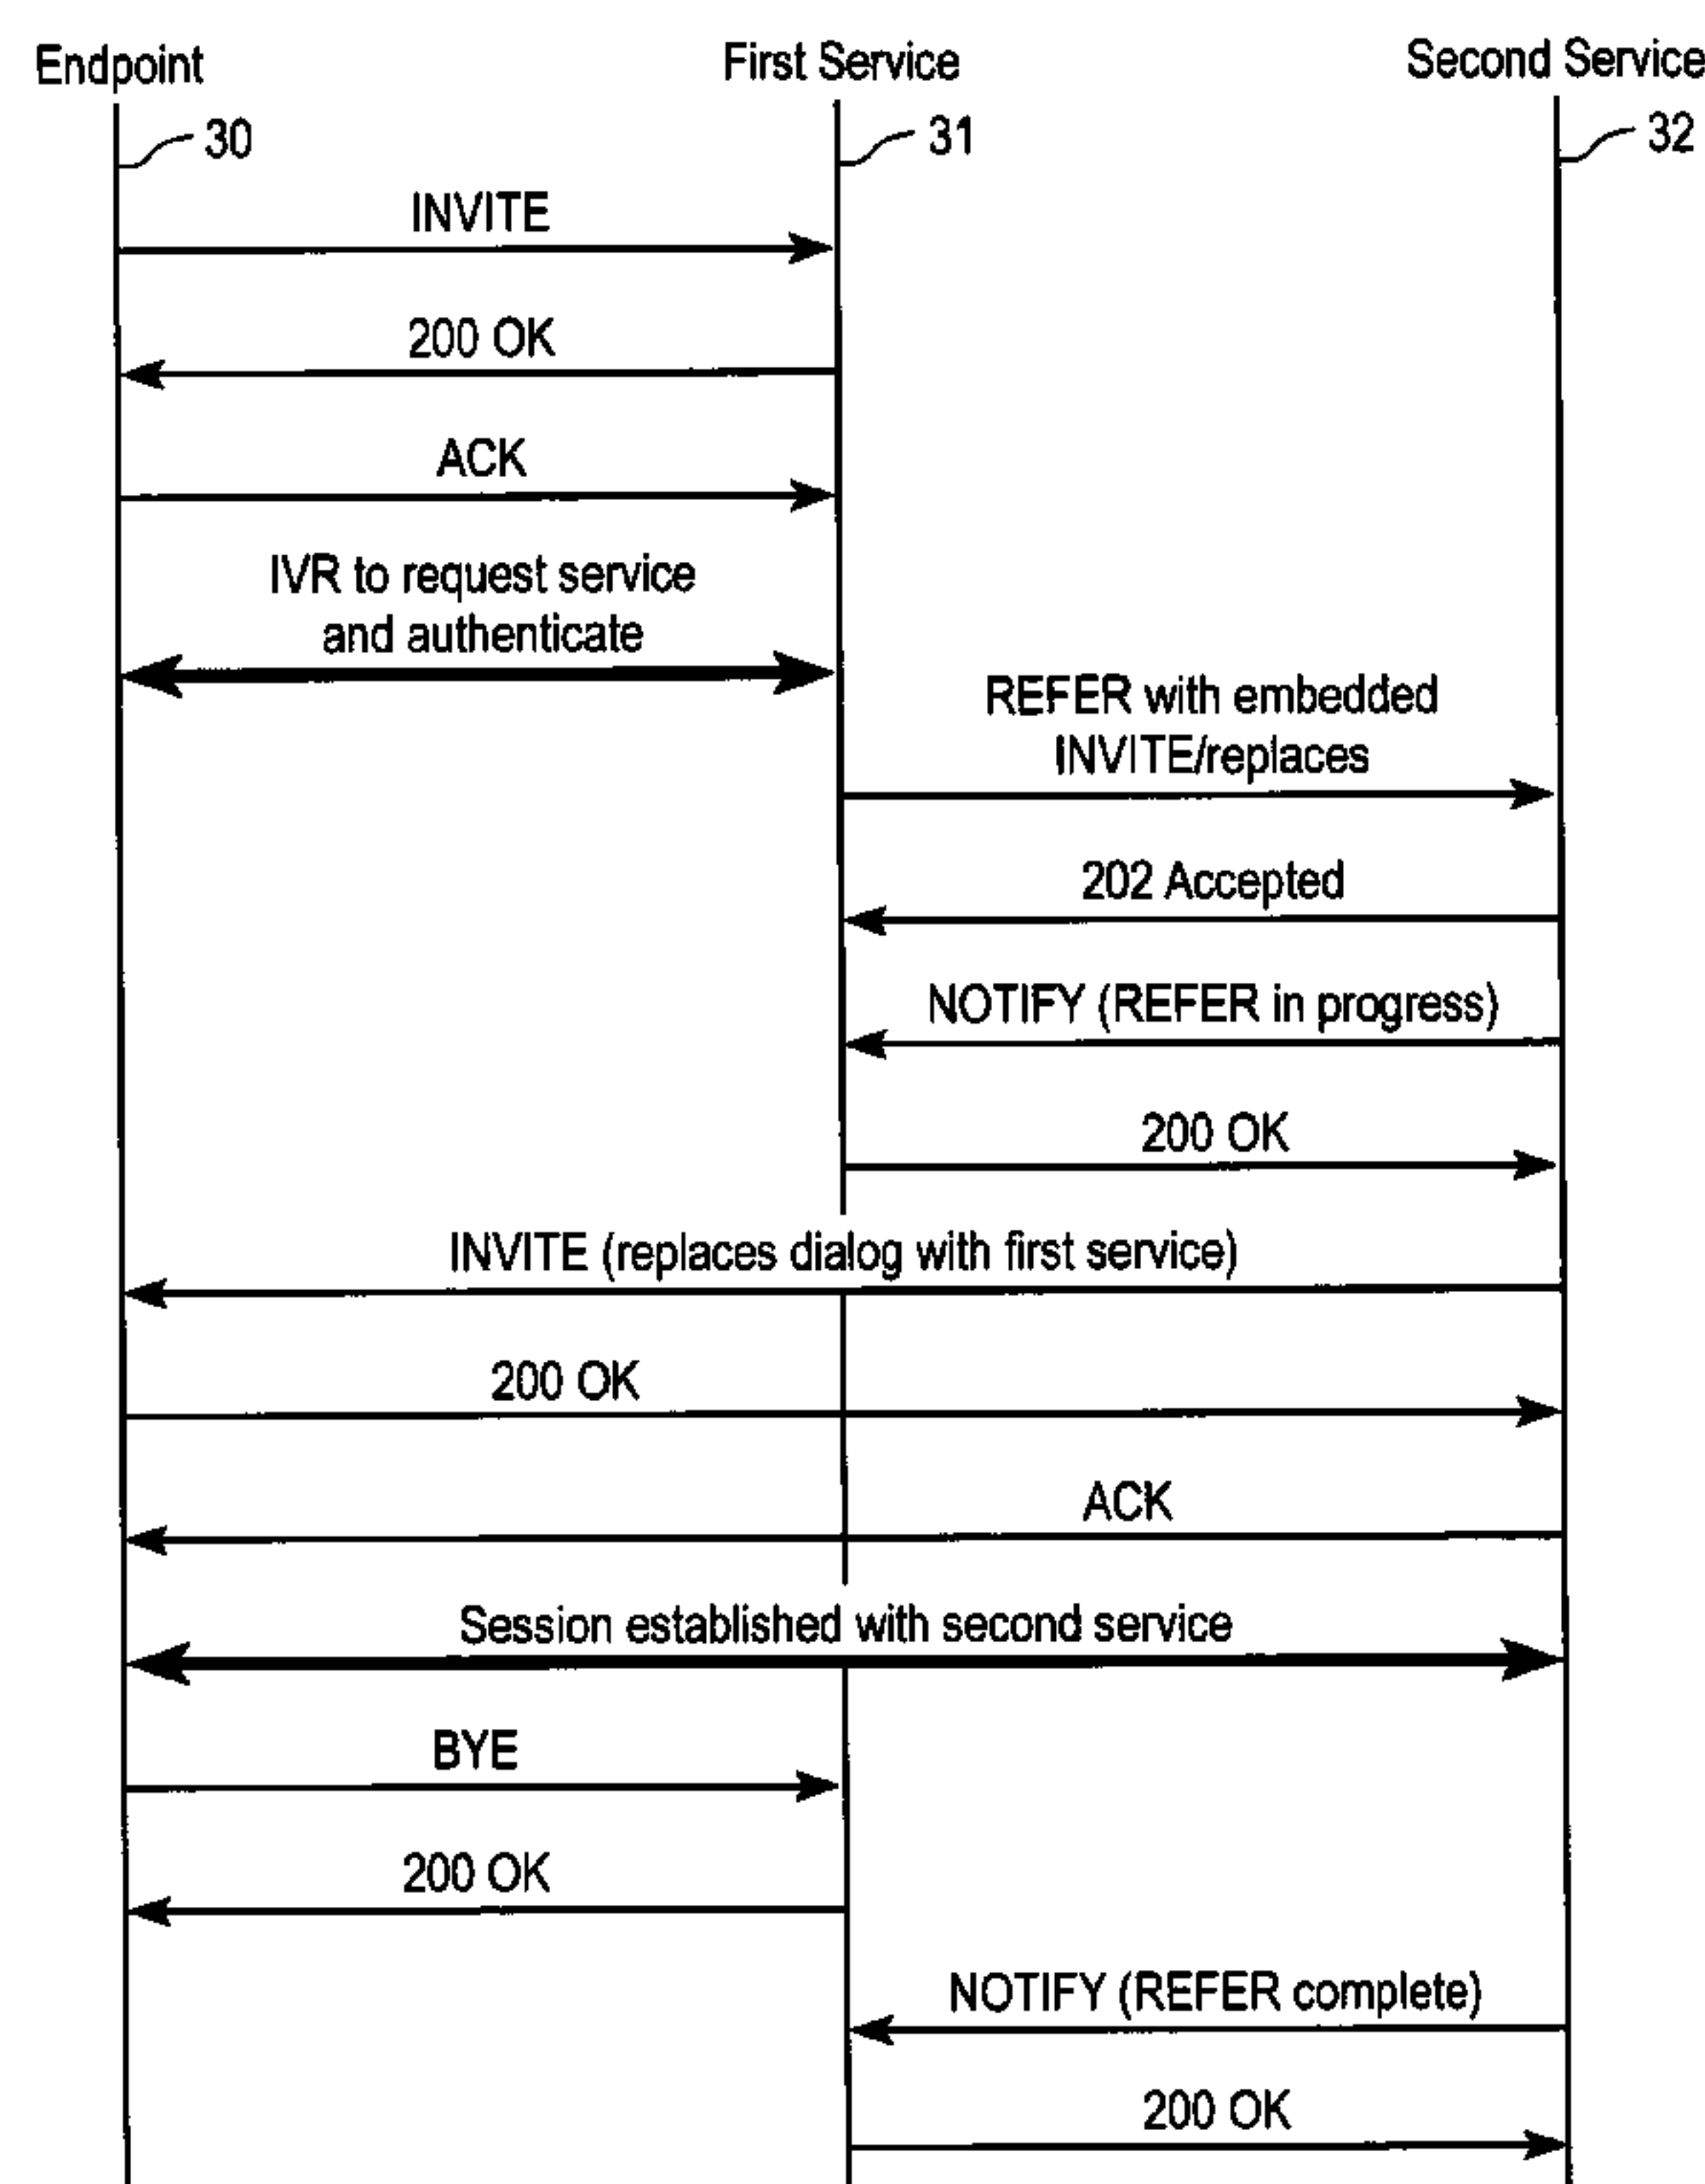 Endpoint
First Service
Second Service
30
31
32
INVITE
200 OK
ACK
IVR to request service
and authenticate
REFER with embedded
INVITE/replaces
202 Accepted
NOTIFY (REFER in progress)
200 OK
INVITE (replaces dialog with first service)
200 OK
ACK
Session established with second service
BYE
200 OK
NOTIFY (REFER complete)
200 OK